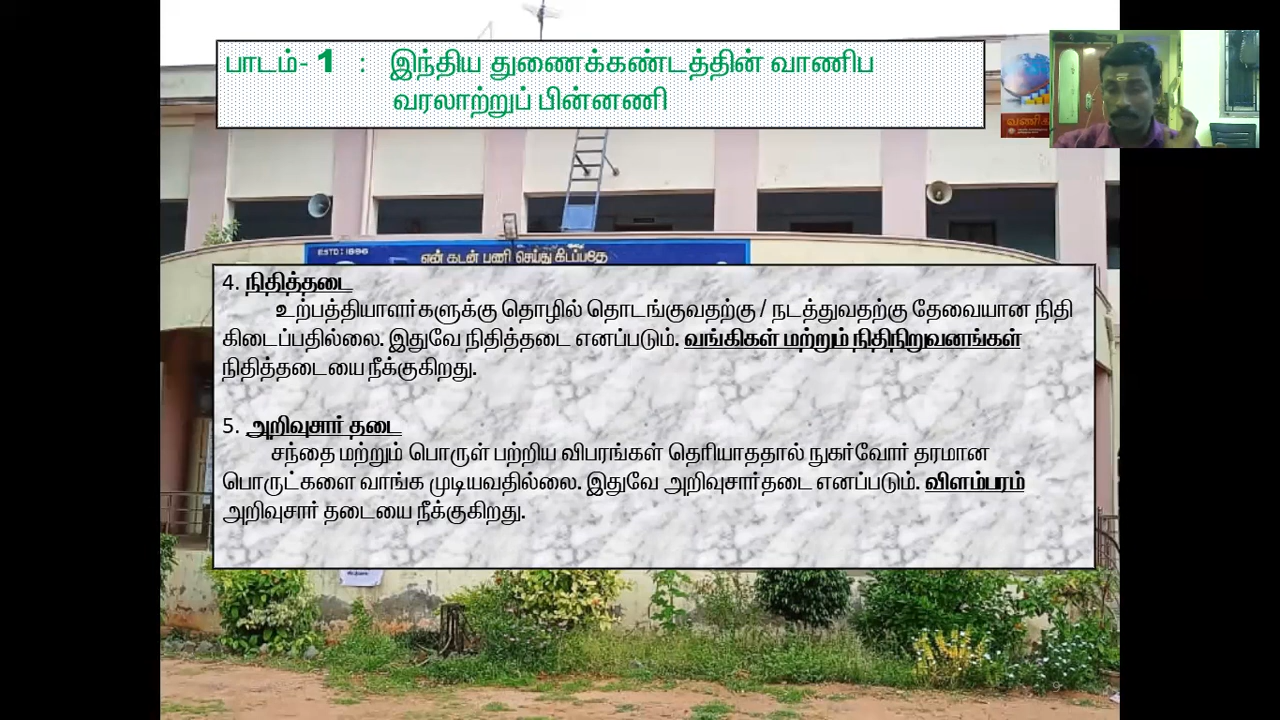 பாடம்- 1 : இந்திய துணைக்கண்டத்தின் வாணிப
வரலாற்றுப் பின்னணி
வணிக
ESTD : 1896
என் கடன் பணி செய்து கிடப்பதே
4. நிதித்தடை
உற்பத்தியாளர்களுக்கு தொழில் தொடங்குவதற்கு / நடத்துவதற்கு தேவையான நிதி
கிடைப்பதில்லை. இதுவே நிதித்தடை எனப்படும். வங்கிகள் மற்றும் நிதிநிறுவனங்கள்
நிதித்தடையை நீக்குகிறது.
5. அறிவுசார் தடை
சந்தை மற்றும் பொருள் பற்றிய விபரங்கள் தெரியாததால் நுகர்வோர் தரமான
பொருட்களை வாங்க முடியவதில்லை. இதுவே அறிவுசார்தடை எனப்படும். விளம்பரம்
அறிவுசார் தடையை நீக்குகிறது.